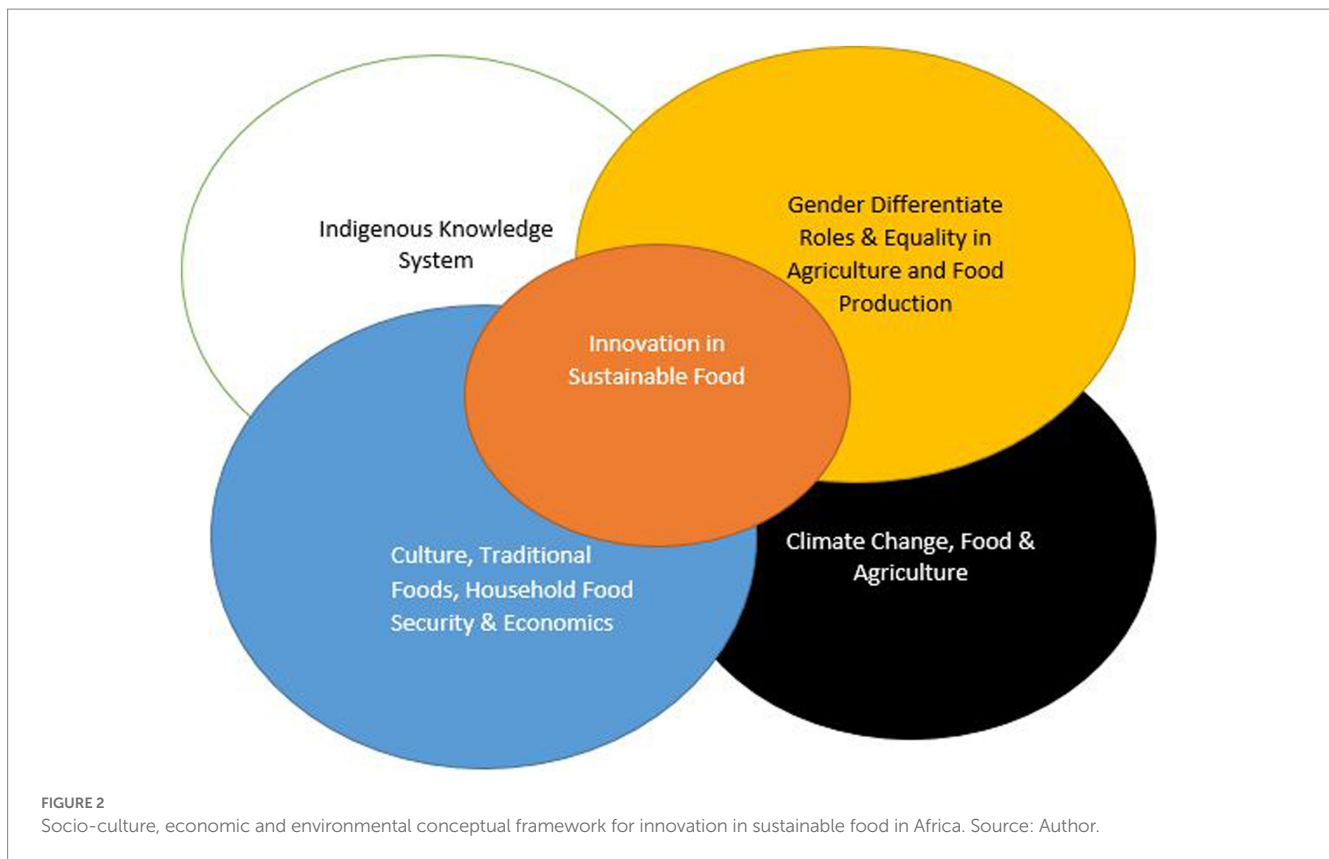 Indigenous Knowledge
System
Gender Differentiate
Roles & Equality in
Agriculture and Food
Production
Innovation in
Sustainable Food
Culture, Traditional
Foods, Household Food
Security & Economics
Climate Change, Food &
Agriculture
FIGURE 2
Socio-culture, economic and environmental conceptual framework for innovation in sustainable food in Africa. Source: Author.